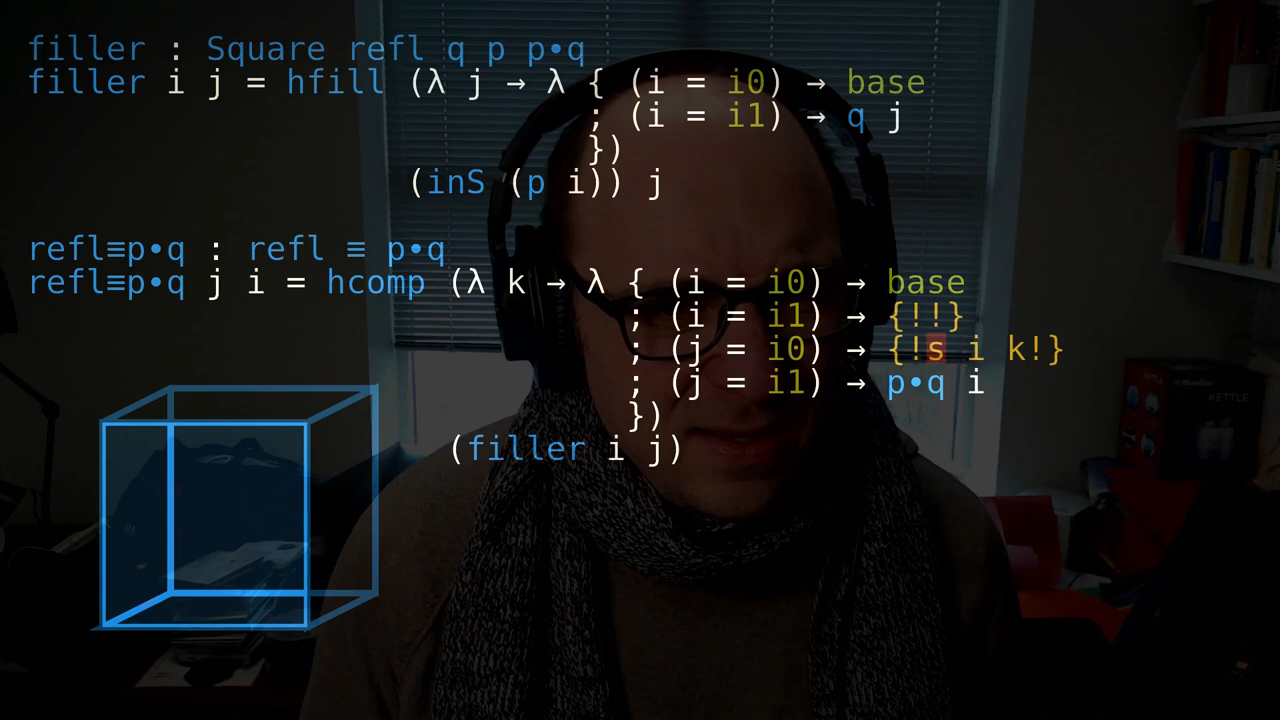 filler : Square refl q p p•q
filler i j = hfill (λ j → λ { (i = i0) → base
; (i = i1) → q j
})
(inS (p i)) j
refl≡p•q : refl ≡ p•q
refl≡p•q j i = hcomp (λ k → λ { (i = i0) → base
; (i = i1) → {!!}
; (j = i0) → {!s i k!}
; (j = i1) → p•q i
})
(filler i j)
KETTLE